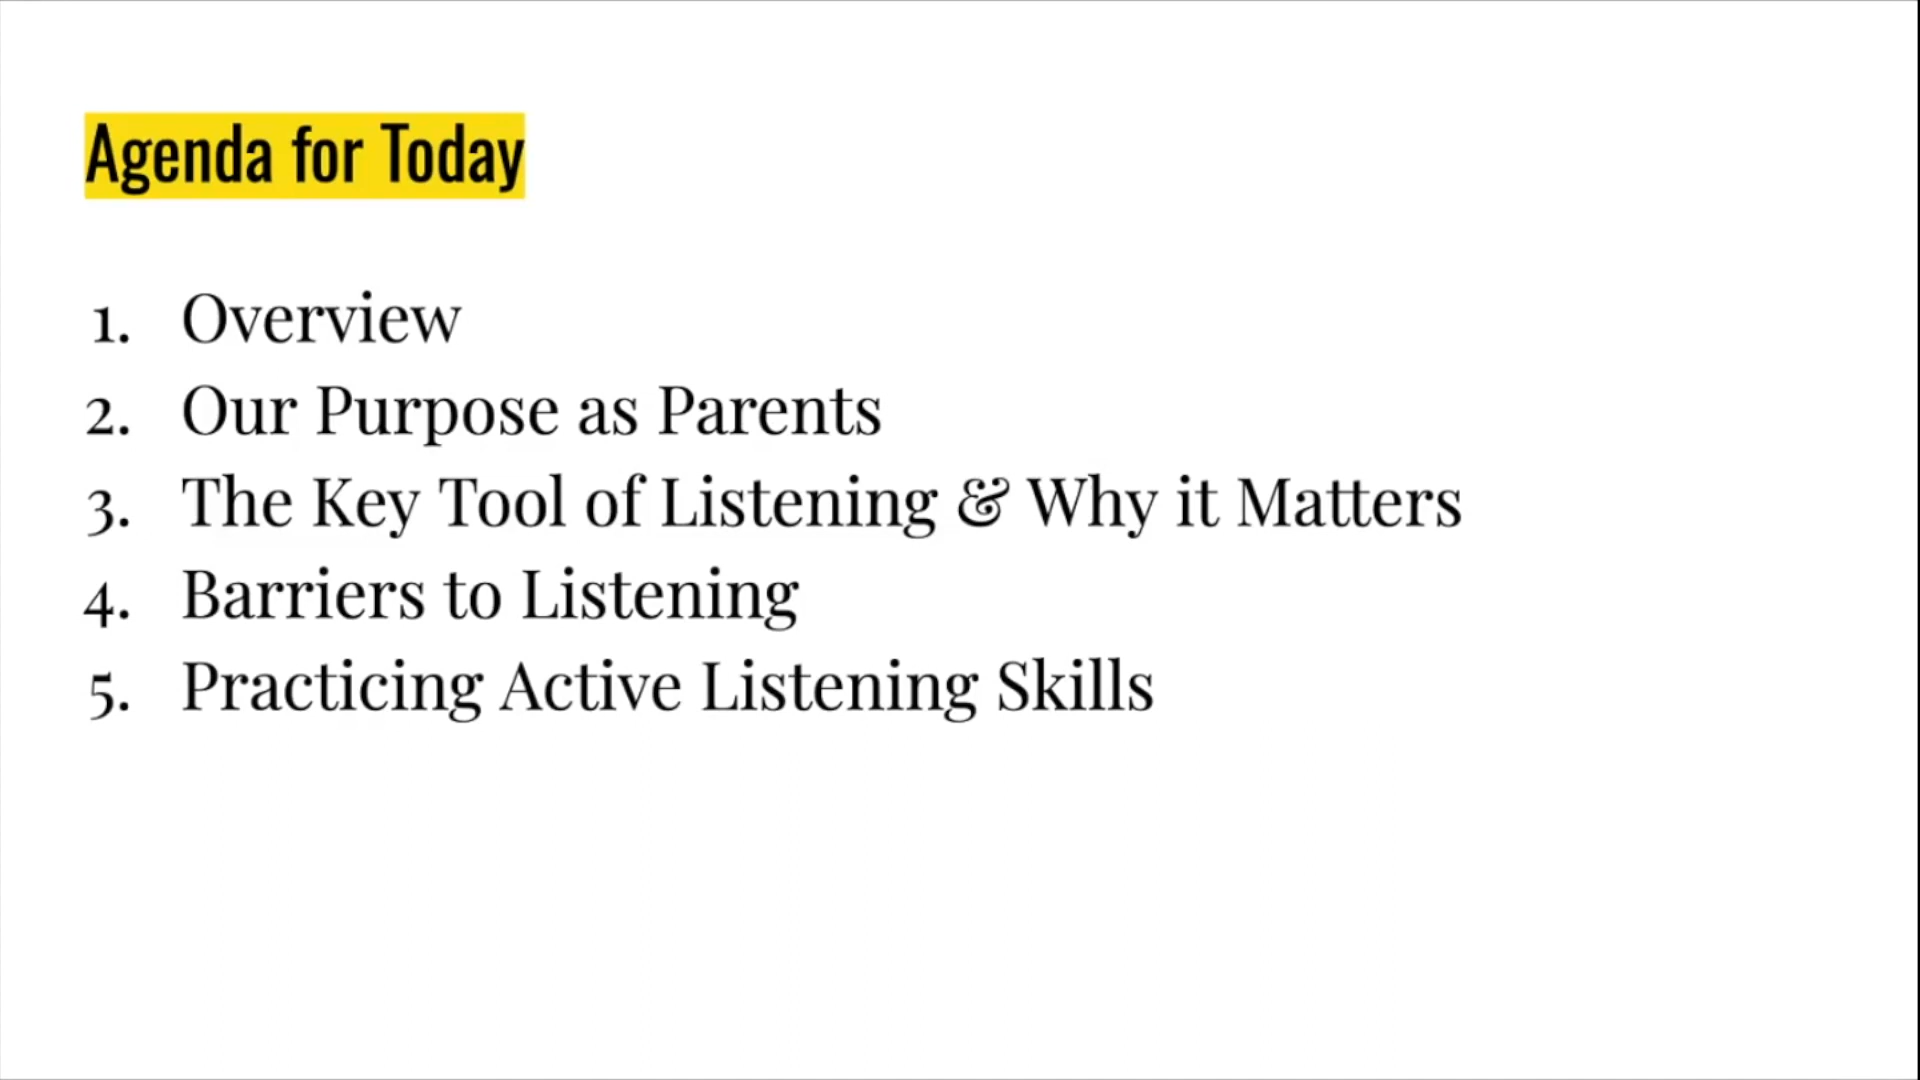 Agenda for Today
1. Overview
2. Our Purpose as Parents
3. The Key Tool of Listening & Why it Matters
4. Barriers to Listening
5. Practicing Active Listening Skills